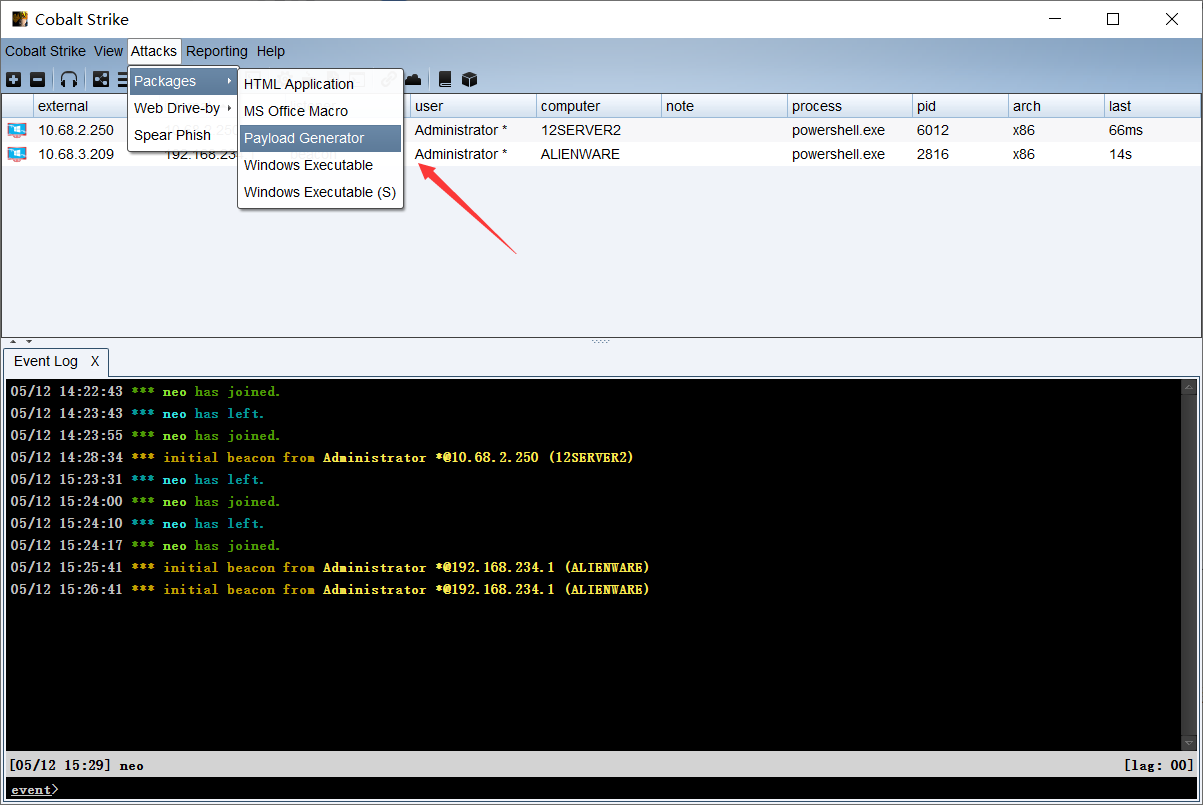 Cobalt Strike
Cobalt Strike View Attacks Reporting Help
Packages
Web Drive-by
Spear Phish
HTML Application
MS Office Macro
Payload Generator
Windows Executable
Windows Executable (S)
external user computer note process pid arch last
10.68.2.250 Administrator * 12SERVER2 powershell.exe 6012 x86 66ms
10.68.3.209 Administrator * ALIENWARE powershell.exe 2816 x86 14s
Event Log X
05/12 14:22:43 *** neo has joined.
05/12 14:23:43 *** neo has left.
05/12 14:23:55 *** neo has joined.
05/12 14:28:34 *** initial beacon from Administrator *@10.68.2.250 (12SERVER2)
05/12 15:23:31 *** neo has left.
05/12 15:24:00 *** neo has joined.
05/12 15:24:10 *** neo has left.
05/12 15:24:17 *** neo has joined.
05/12 15:25:41 *** initial beacon from Administrator *@192.168.234.1 (ALIENWARE)
05/12 15:26:41 *** initial beacon from Administrator *@192.168.234.1 (ALIENWARE)
[05/12 15:29] neo [lag: 00]
event>